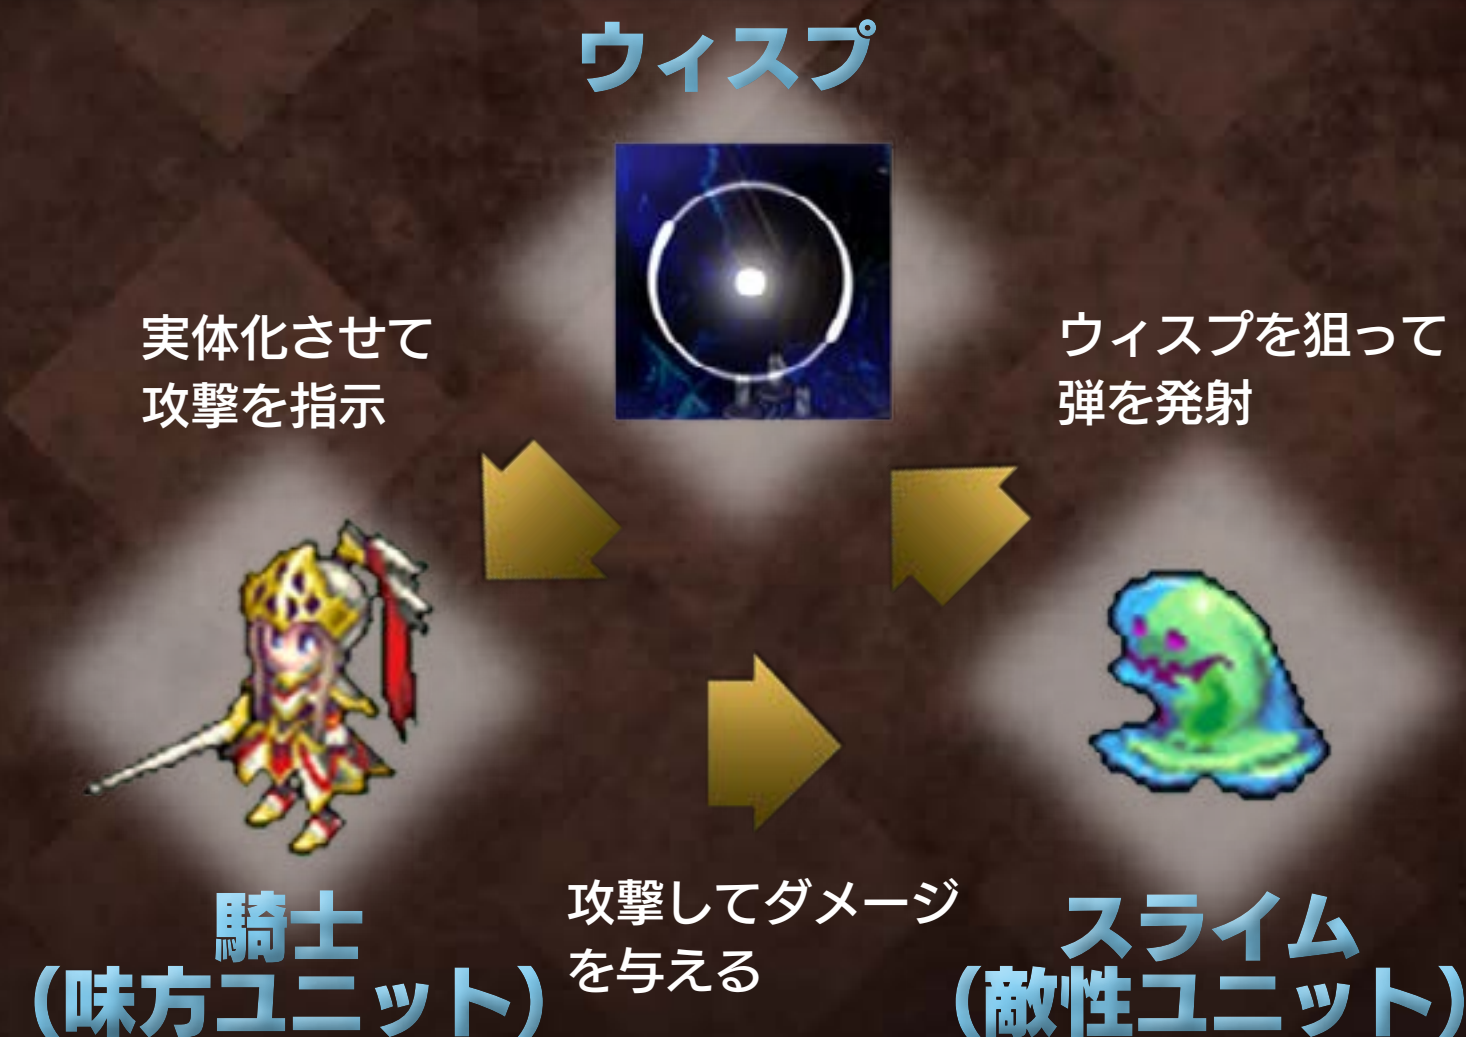 ウィスプ
実体化させて
攻撃を指示
ウィスプを狙って
弾を発射
騎士
(味方ユニット)
攻撃してダメージ
を与える
スライム
(敵性ユニット)